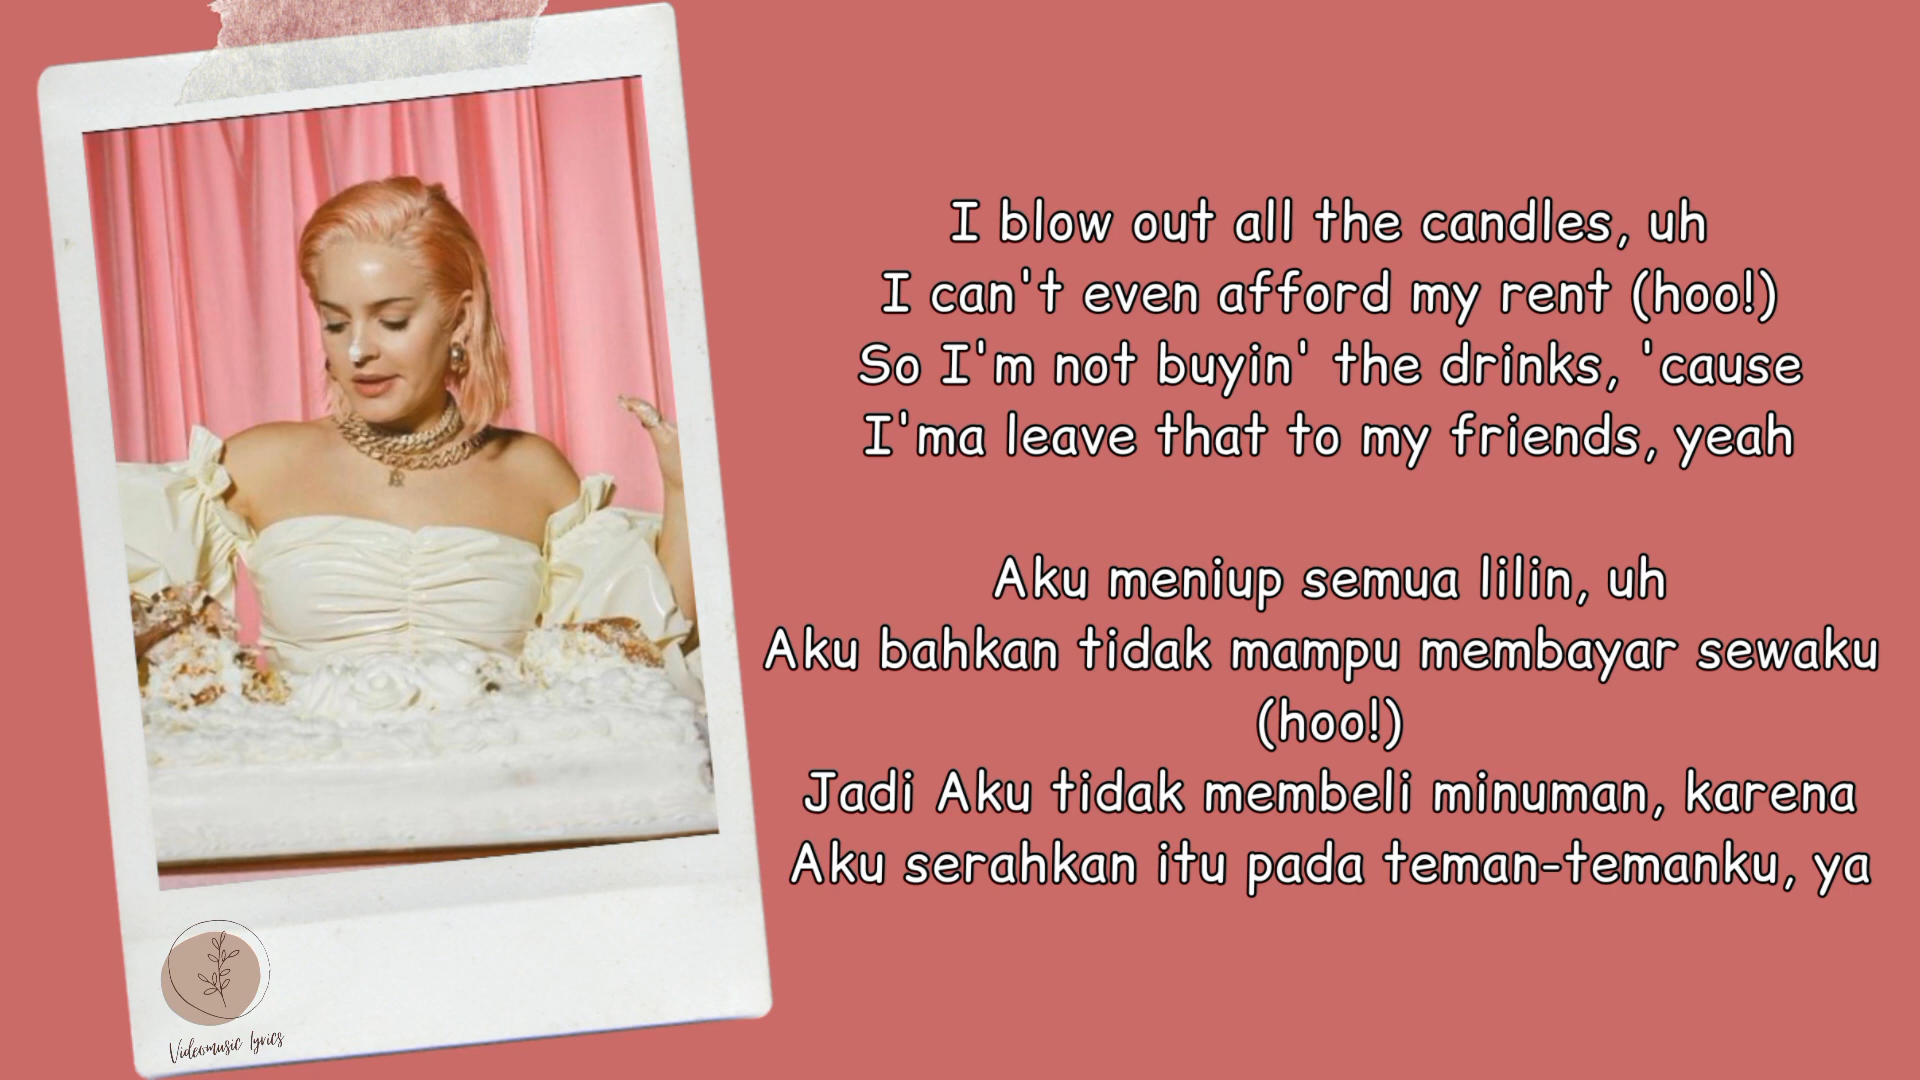 I blow out all the candles, uh
I can't even afford my rent (hoo!)
So I'm not buyin' the drinks, 'cause
I'ma leave that to my friends, yeah
Aku meniup semua lilin, uh
Aku bahkan tidak mampu membayar sewaku
(hoo!)
Jadi Aku tidak membeli minuman, karena
Aku serahkan itu pada teman-temanku, ya
Videomusic lyrics